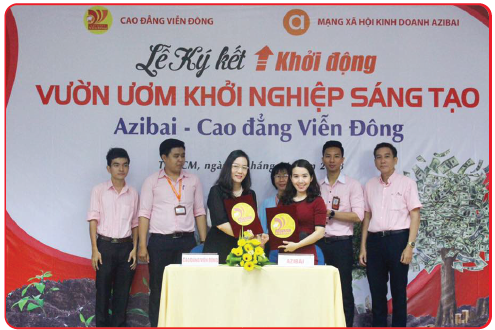 CAO ĐẲNG VIỄN ĐÔNG
a
MẠNG XÃ HỘI KINH DOANH AZIBAI
Lễ Ký kết Khởi động
VƯỜN ƯƠM KHỞI NGHIỆP SÁNG TẠO
Azibai - Cao đẳng Viễn Đông
AZIBAI